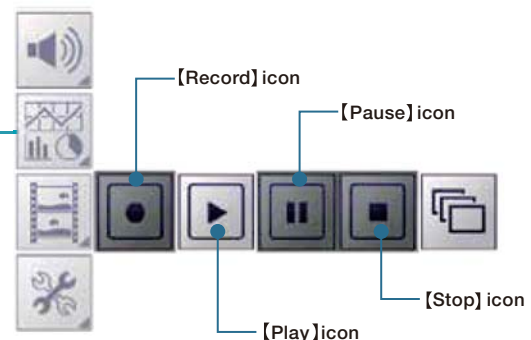 【Record】icon
【Pause】icon
【Stop】icon
【Play】icon